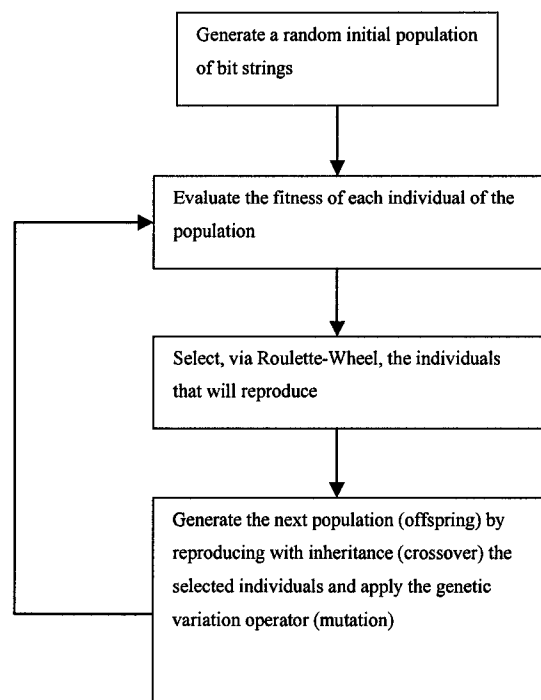 Generate a random initial population
of bit strings
Evaluate the fitness of each individual of the
population
Select, via Roulette-Wheel, the individuals
that will reproduce
Generate the next population (offspring) by
reproducing with inheritance (crossover) the
selected individuals and apply the genetic
variation operator (mutation)